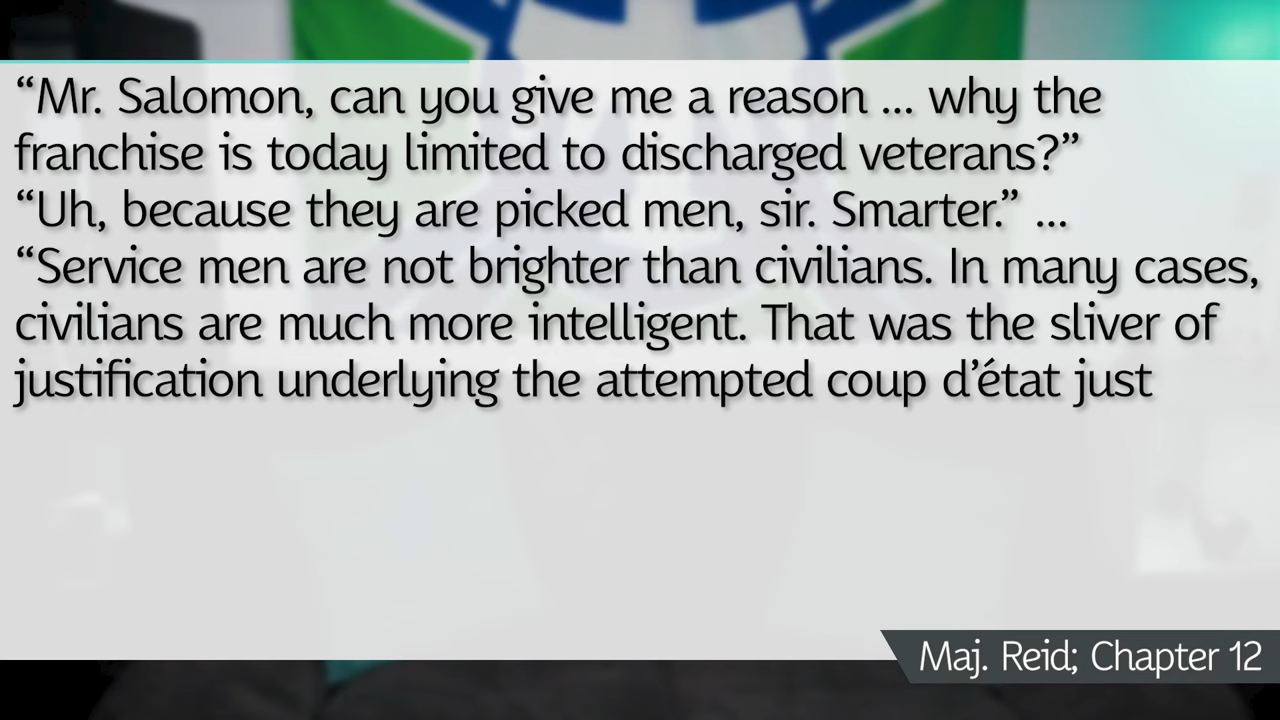 “Mr. Salomon, can you give me a reason ... why the
franchise is today limited to discharged veterans?”
“Uh, because they are picked men, sir. Smarter.” ...
“Service men are not brighter than civilians. In many cases,
civilians are much more intelligent. That was the sliver of
justification underlying the attempted coup d’état just
Maj. Reid; Chapter 12